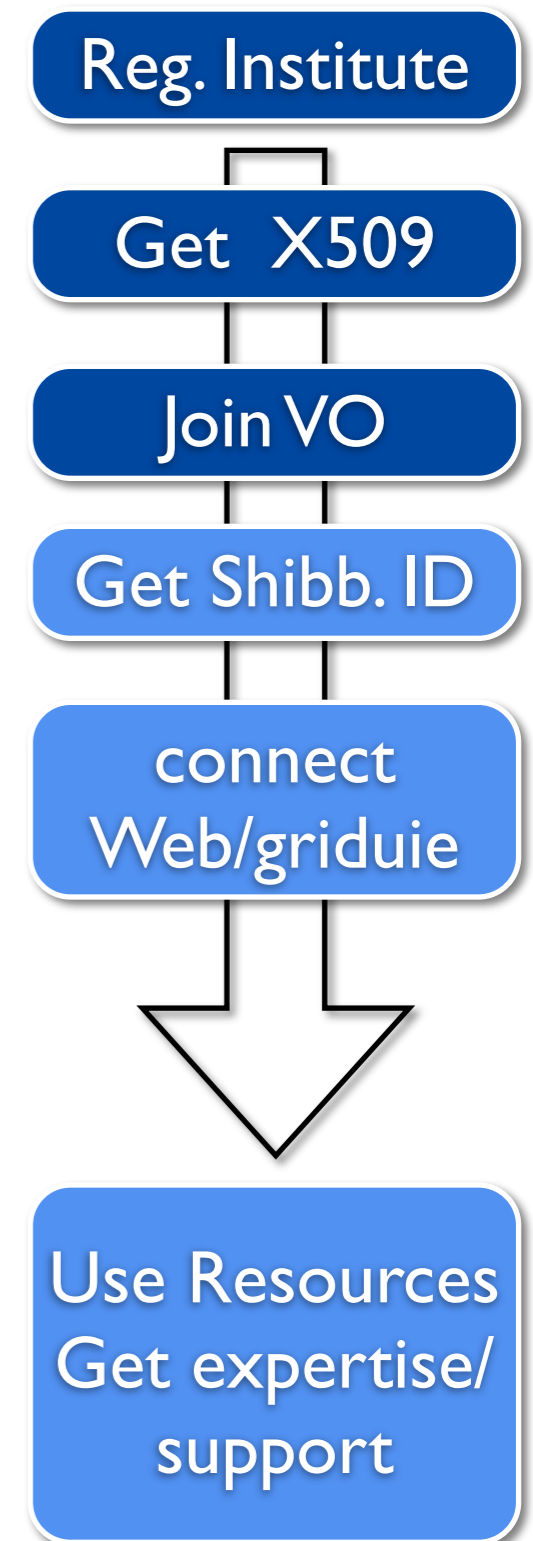 Reg. Institute
Get X509
Join VO
Get Shibb. ID
connect
Web/griduie
Use Resources
Get expertise/
support